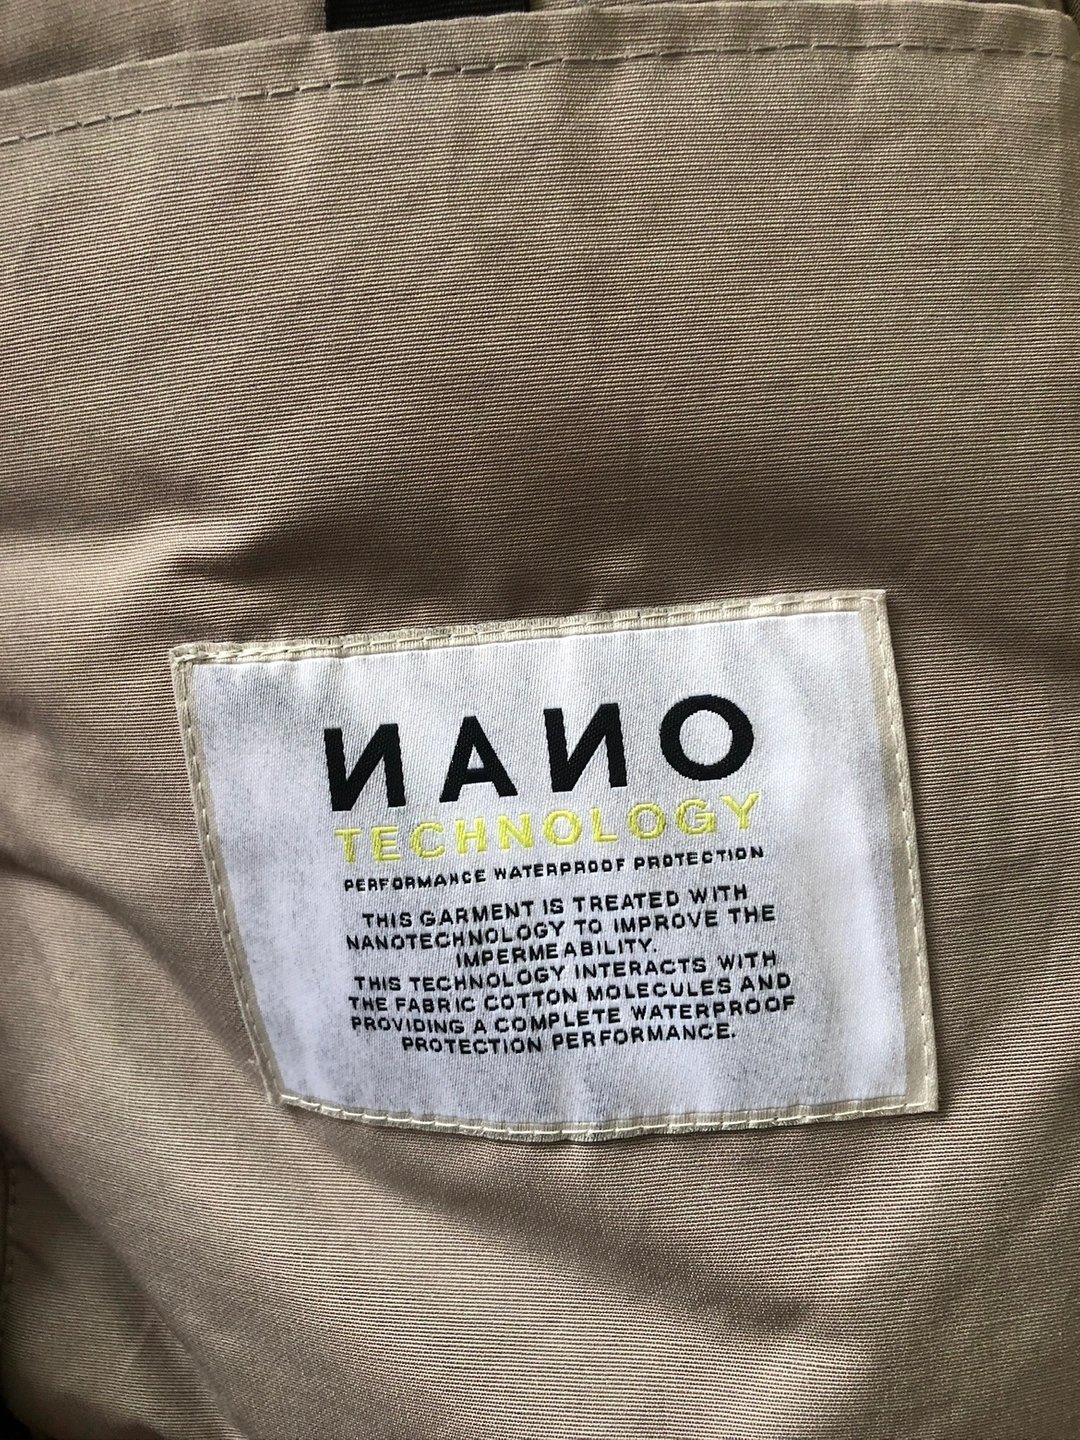 ИAИO
TECHNOLOGY
PERFORMANCE WATERPROOF PROTECTION
THIS GARMENT IS TREATED WITH
NANOTECHNOLOGY TO IMPROVE THE
IMPERMEABILITY.
THIS TECHNOLOGY INTERACTS WITH
THE FABRIC COTTON MOLECULES AND
PROVIDING A COMPLETE WATERPROOF
PROTECTION PERFORMANCE.